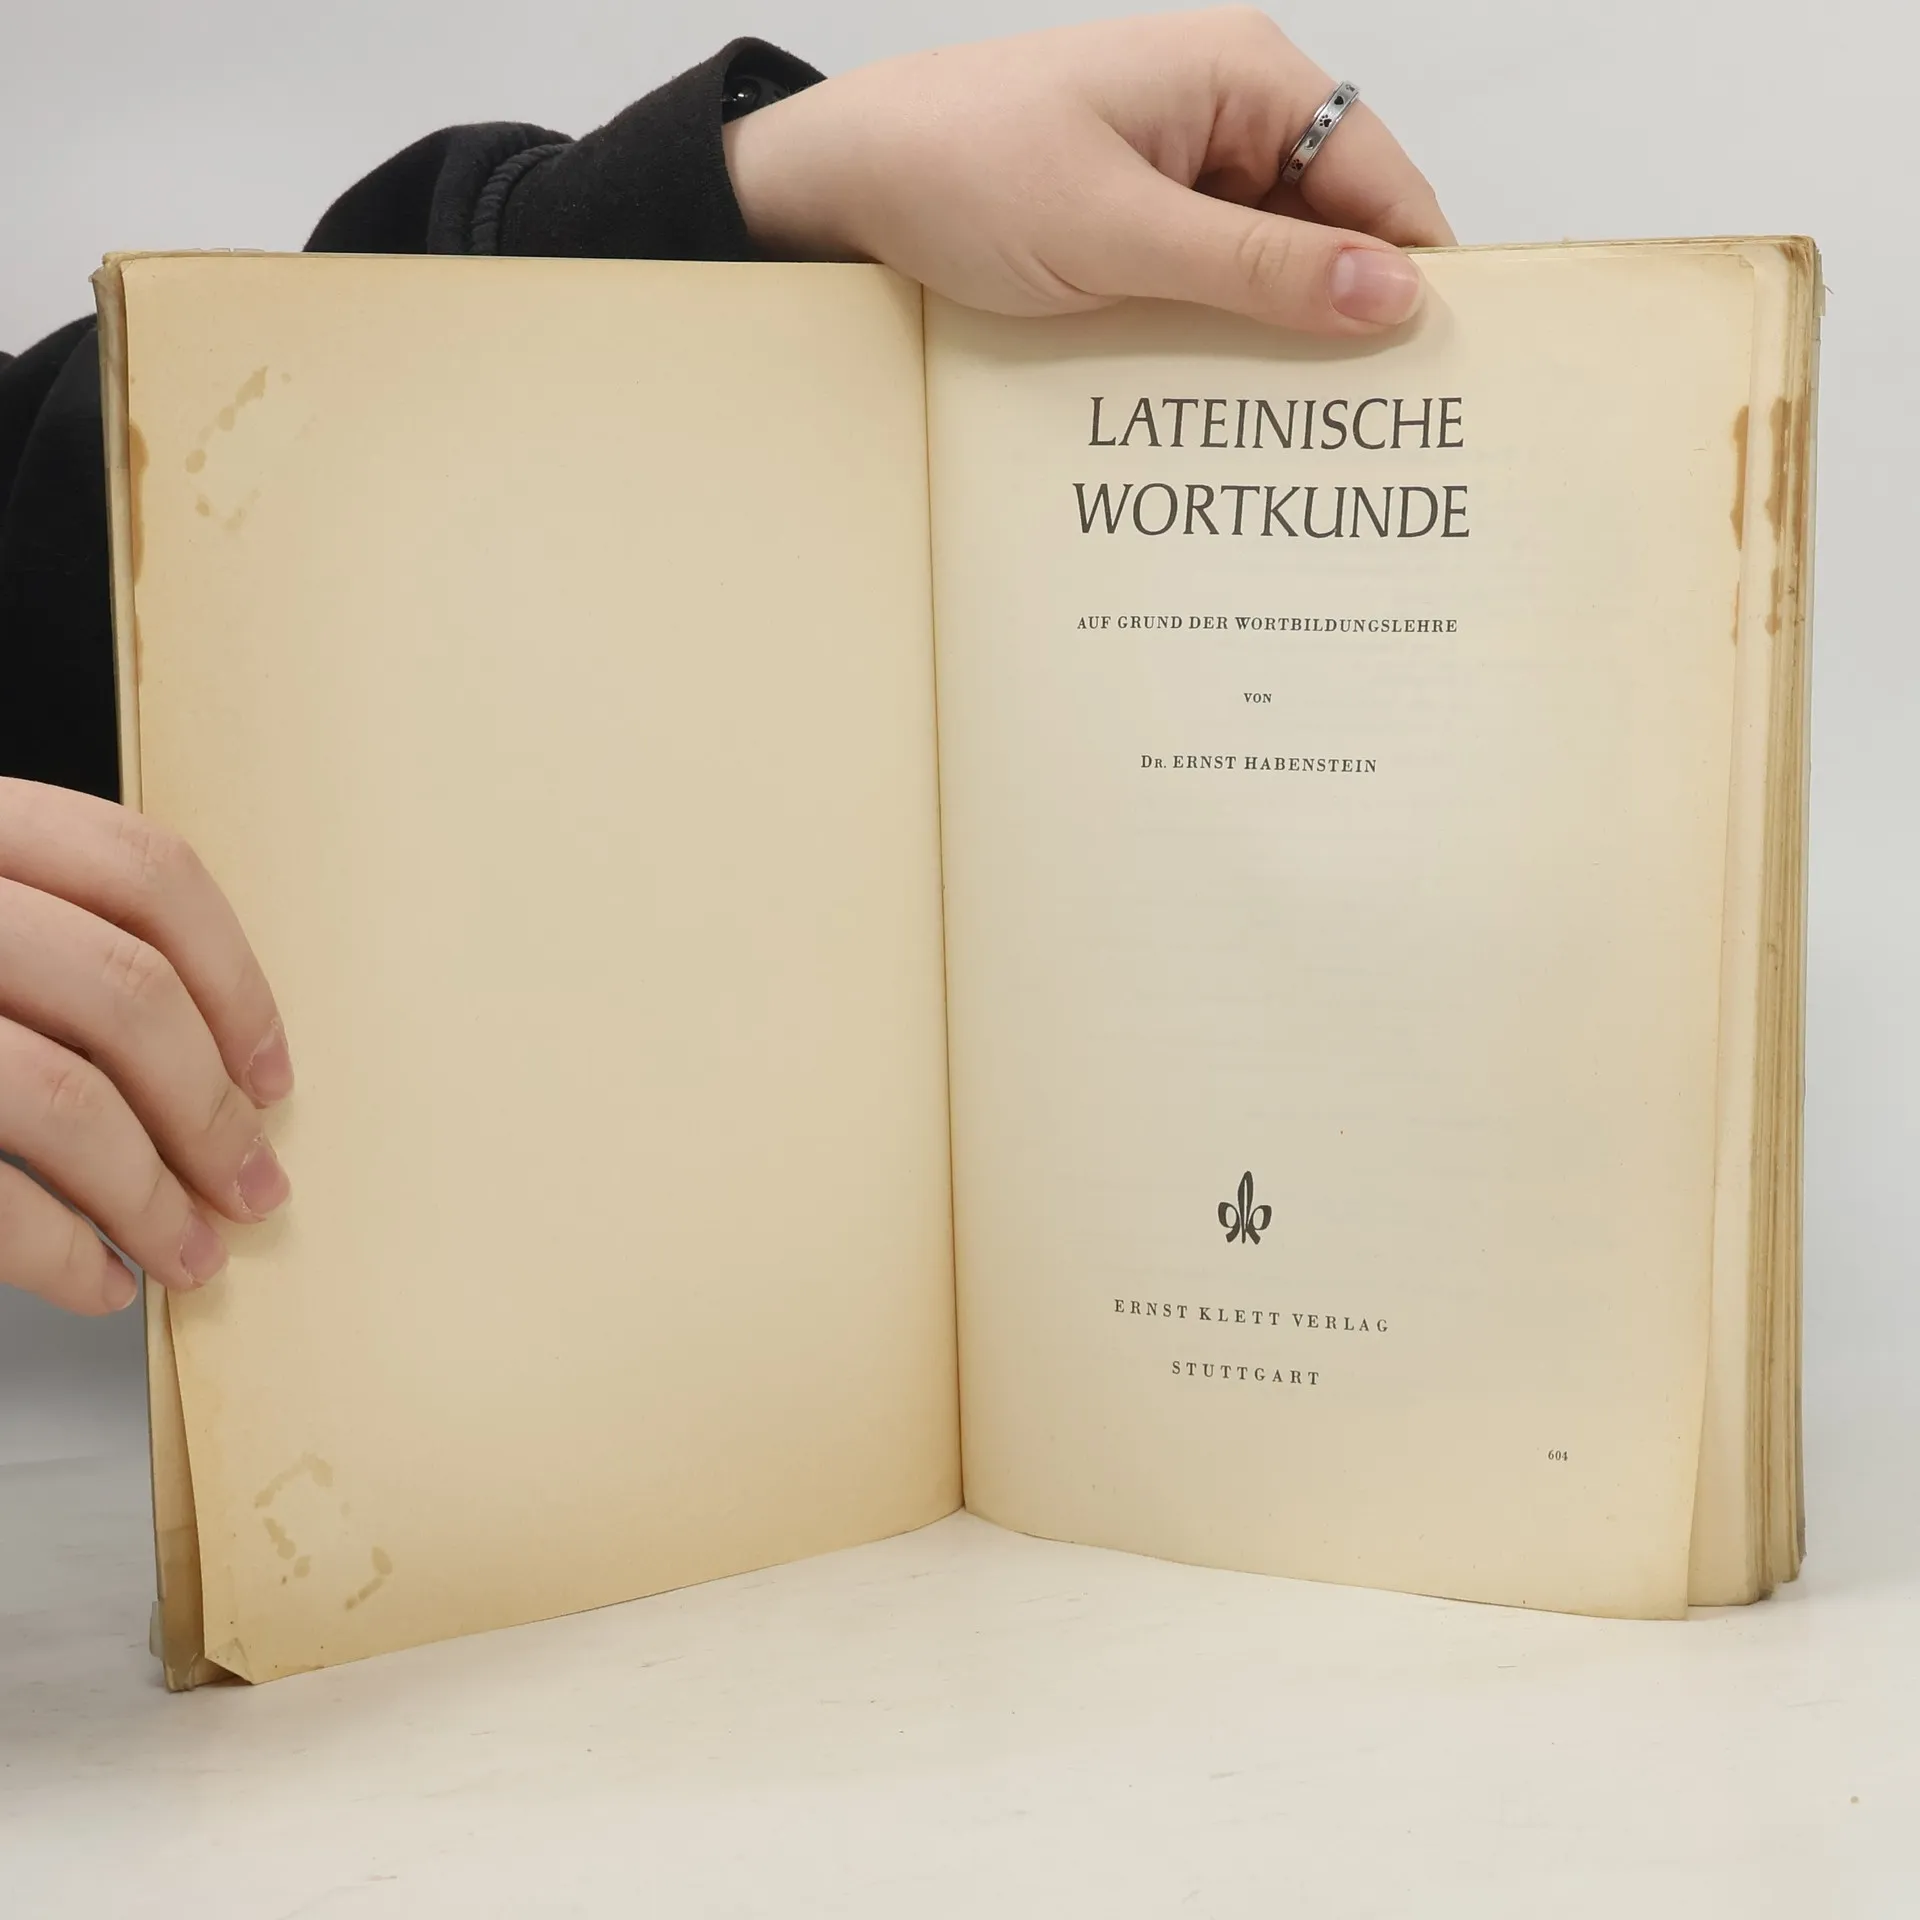 LATEINISCHE
WORTKUNDE
AUF GRUND DER WORTBILDUNGSLEHRE
VON
DR. ERNST HABENSTEIN
ERNST KLETT VERLAG
STUTTGART
604